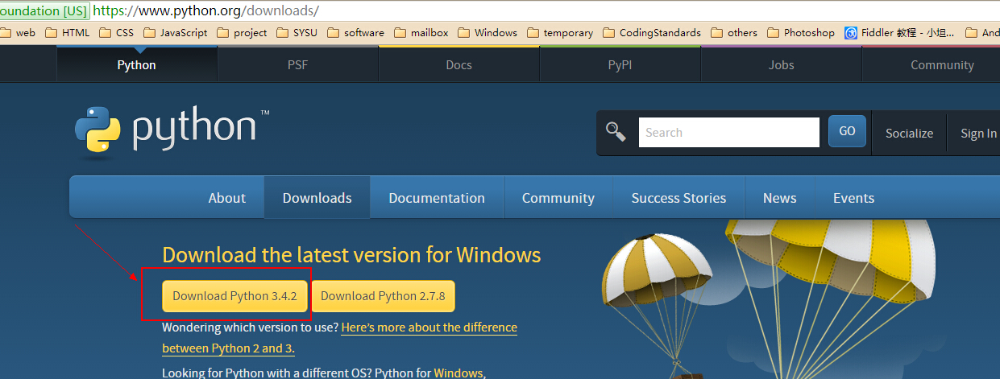 oundation [US] https://www.python.org/downloads/
web HTML CSS JavaScript project SYSU software mailbox Windows temporary CodingStandards others Photoshop Fiddler 教程 - 小坦... And
Python PSF Docs PyPI Jobs Community
python™
Search GO Socialize Sign In
About Downloads Documentation Community Success Stories News Events
Download the latest version for Windows
Download Python 3.4.2 Download Python 2.7.8
Wondering which version to use? Here's more about the difference
between Python 2 and 3.
Looking for Python with a different OS? Python for Windows,